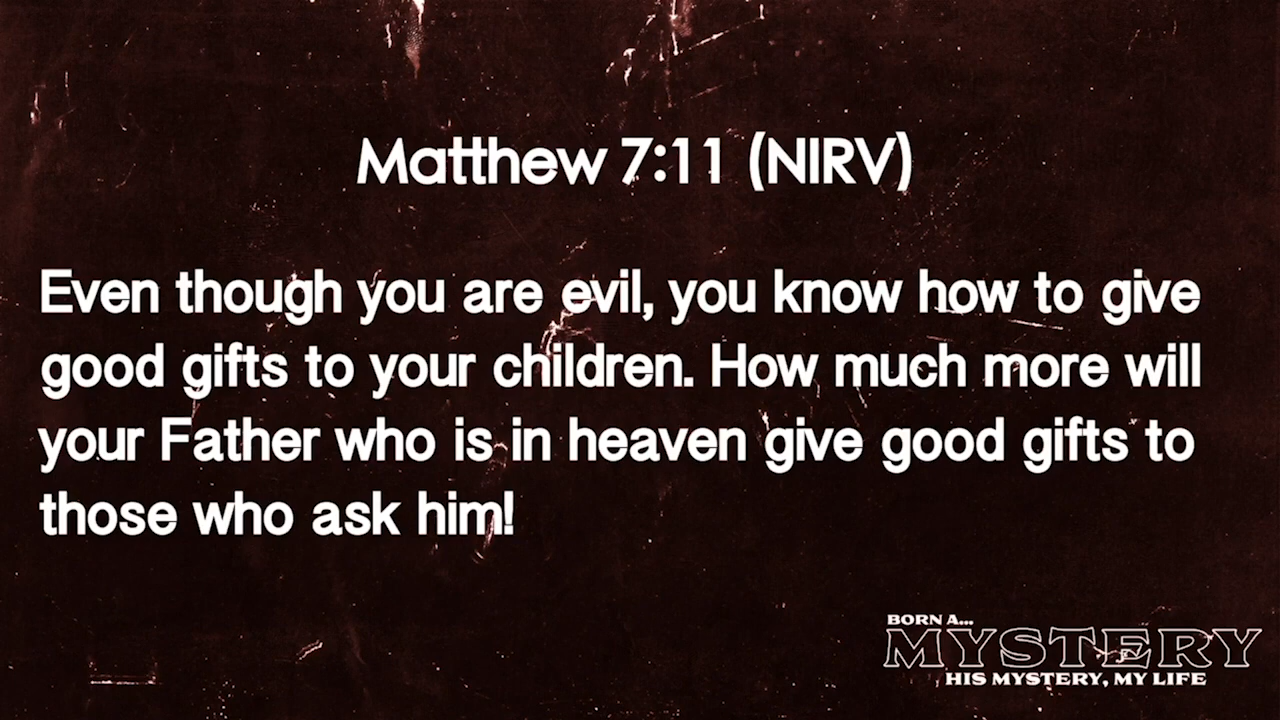 Matthew 7:11 (NIRV)
Even though you are evil, you know how to give
good gifts to your children. How much more will
your Father who is in heaven give good gifts to
those who ask him!
BORN A...
MYSTERY
HIS MYSTERY, MY LIFE